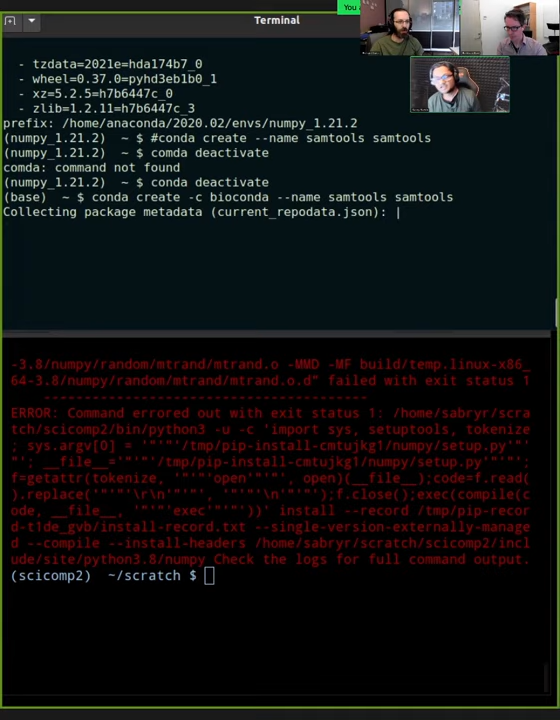 You a
Terminal
- tzdata=2021e=hda174b7_0
- wheel=0.37.0=pyhd3eb1b0_1
- xz=5.2.5=h7b6447c_0
- zlib=1.2.11=h7b6447c_3
prefix: /home/anaconda/2020.02/envs/numpy_1.21.2
(numpy_1.21.2) ~ $ #conda create --name samtools samtools
(numpy_1.21.2) ~ $ comda deactivate
comda: command not found
(numpy_1.21.2) ~ $ conda deactivate
(base) ~ $ conda create -c bioconda --name samtools samtools
Collecting package metadata (current_repodata.json): |
-3.8/numpy/random/mtrand/mtrand.o -MMD -MF build/temp.linux-x86_
64-3.8/numpy/random/mtrand/mtrand.o.d" failed with exit status 1
----------------------------------------
ERROR: Command errored out with exit status 1: /home/sabryr/scra
tch/scicomp2/bin/python3 -u -c 'import sys, setuptools, tokenize
; sys.argv[0] = '"'"'/tmp/pip-install-cmtujkg1/numpy/setup.py'"'
"'; __file__='"'"'/tmp/pip-install-cmtujkg1/numpy/setup.py'"'"';
f=getattr(tokenize, '"'"'open'"'"', open)(__file__);code=f.read(
).replace('"'"'\r\n'"'"', '"'"'\n'"'"');f.close();exec(compile(c
ode, __file__, '"'"'exec'"'"'))' install --record /tmp/pip-recor
d-t1de_gvb/install-record.txt --single-version-externally-manage
d --compile --install-headers /home/sabryr/scratch/scicomp2/incl
ude/site/python3.8/numpy Check the logs for full command output.
(scicomp2) ~/scratch $